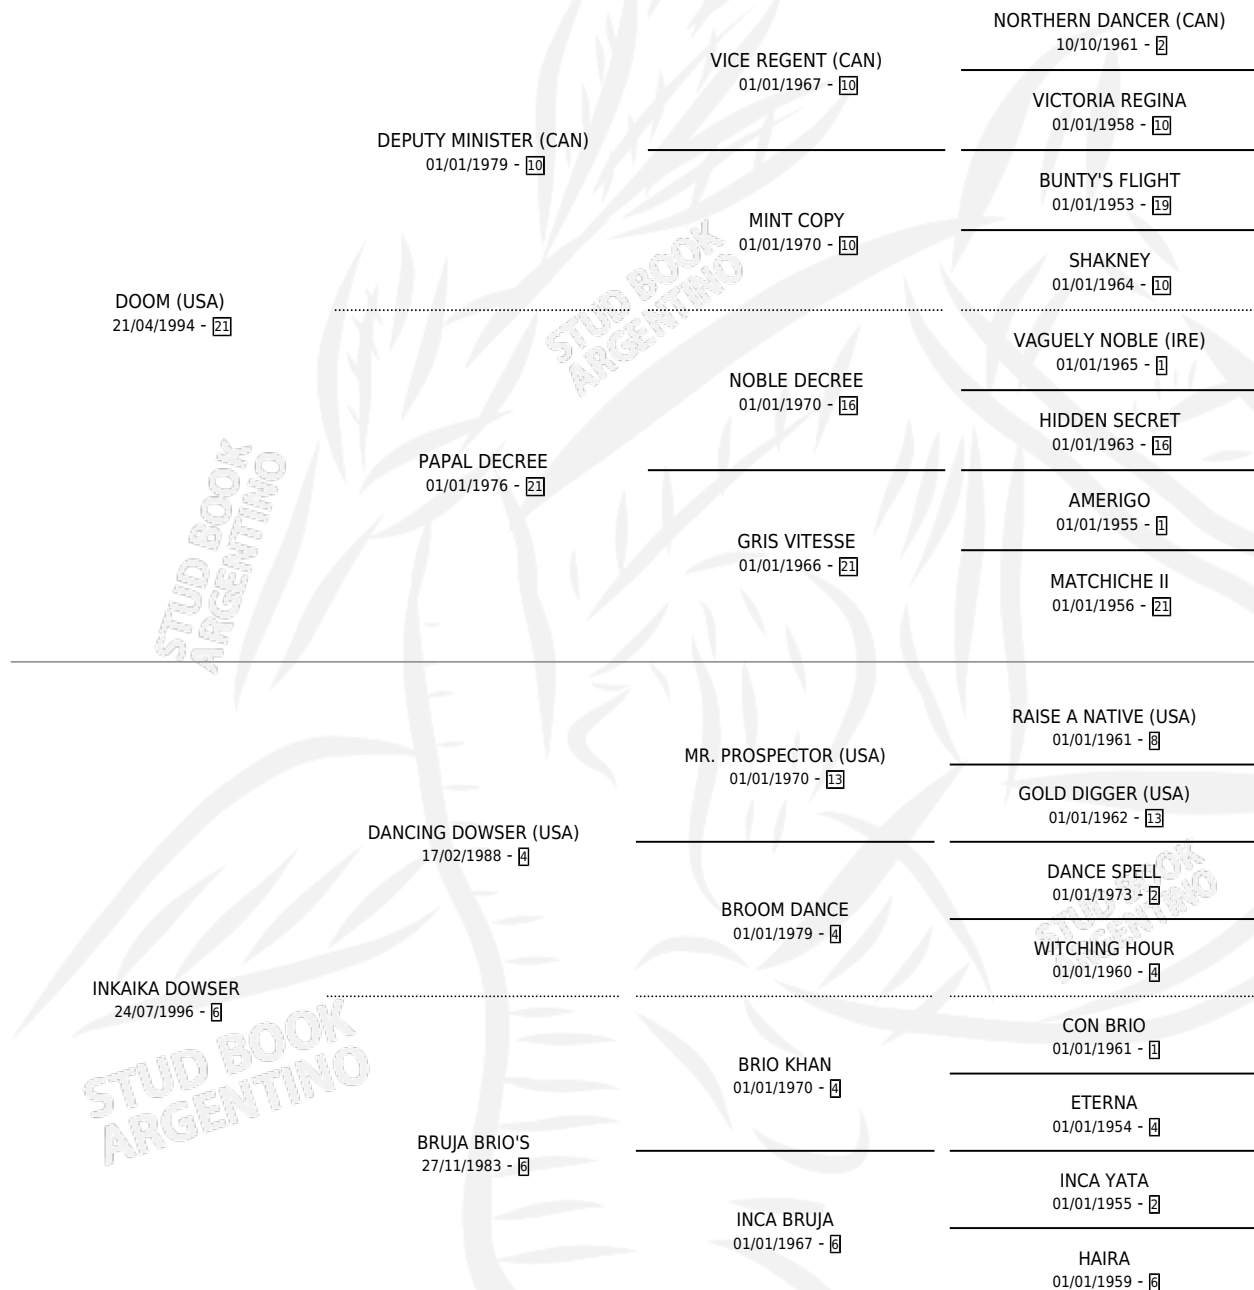 NORTHERN DANCER (CAN)
10/10/1961 - 2
VICE REGENT (CAN)
01/01/1967 - 10
VICTORIA REGINA
01/01/1958 - 10
DEPUTY MINISTER (CAN)
01/01/1979 - 10
BUNTY'S FLIGHT
01/01/1953 - 19
MINT COPY
01/01/1970 - 10
SHAKNEY
01/01/1964 - 10
DOOM (USA)
21/04/1994 - 21
STUD BOOK
ARGENTINO
VAGUELY NOBLE (IRE)
01/01/1965 - 1
NOBLE DECREE
01/01/1970 - 16
HIDDEN SECRET
01/01/1963 - 16
PAPAL DECREE
01/01/1976 - 21
AMERIGO
01/01/1955 - 1
GRIS VITESSE
01/01/1966 - 21
MATCHICHE II
01/01/1956 - 21
STUD BOOK
ARGENTINO
RAISE A NATIVE (USA)
01/01/1961 - 8
MR. PROSPECTOR (USA)
01/01/1970 - 13
GOLD DIGGER (USA)
01/01/1962 - 13
DANCING DOWSER (USA)
17/02/1988 - 4
DANCE SPELL
01/01/1973 - 2
BROOM DANCE
01/01/1979 - 4
WITCHING HOUR
01/01/1960 - 4
STUD BOOK
ARGENTINO
INKAIKA DOWSER
24/07/1996 - 6
CON BRIO
01/01/1961 - 1
BRIO KHAN
01/01/1970 - 4
ETERNA
01/01/1954 - 4
STUD BOOK
ARGENTINO
BRUJA BRIO'S
27/11/1983 - 6
INCA YATA
01/01/1955 - 2
INCA BRUJA
01/01/1967 - 6
HAIRA
01/01/1959 - 6